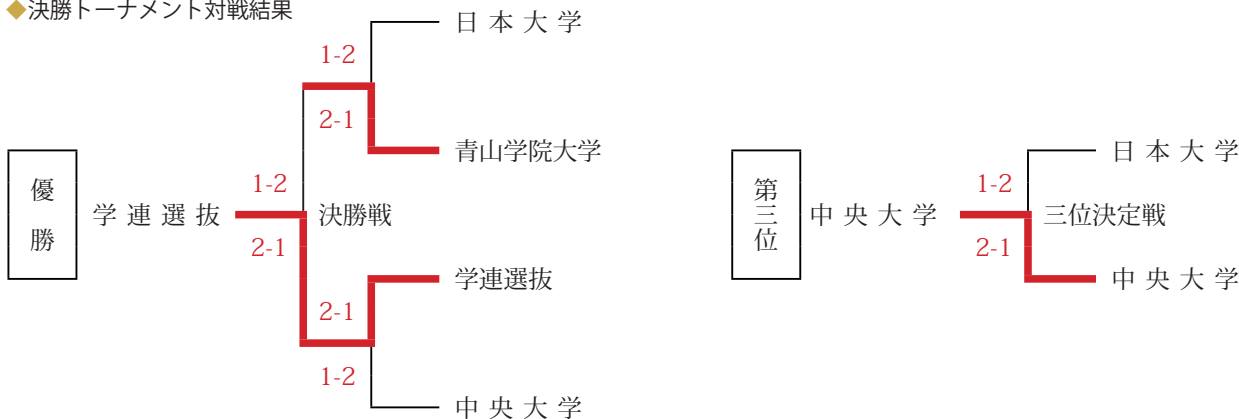 ◆決勝トーナメント対戦結果
日本大学
1-2
2-1
青山学院大学
優勝
学連選抜
1-2
2-1
決勝戦
学連選抜
2-1
1-2
中央大学
第三位
中央大学
日本大学
1-2
三位決定戦
2-1
中央大学